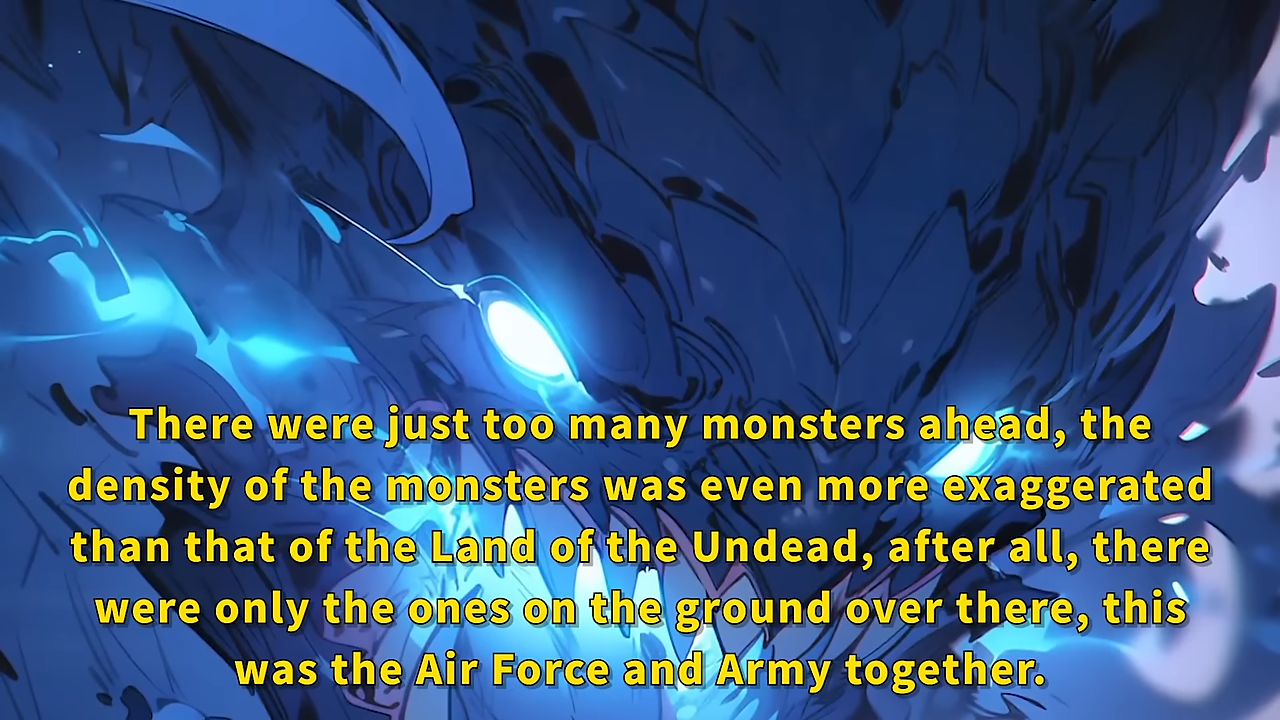 There were just too many monsters ahead, the
density of the monsters was even more exaggerated
than that of the Land of the Undead, after all, there
were only the ones on the ground over there, this
was the Air Force and Army together.